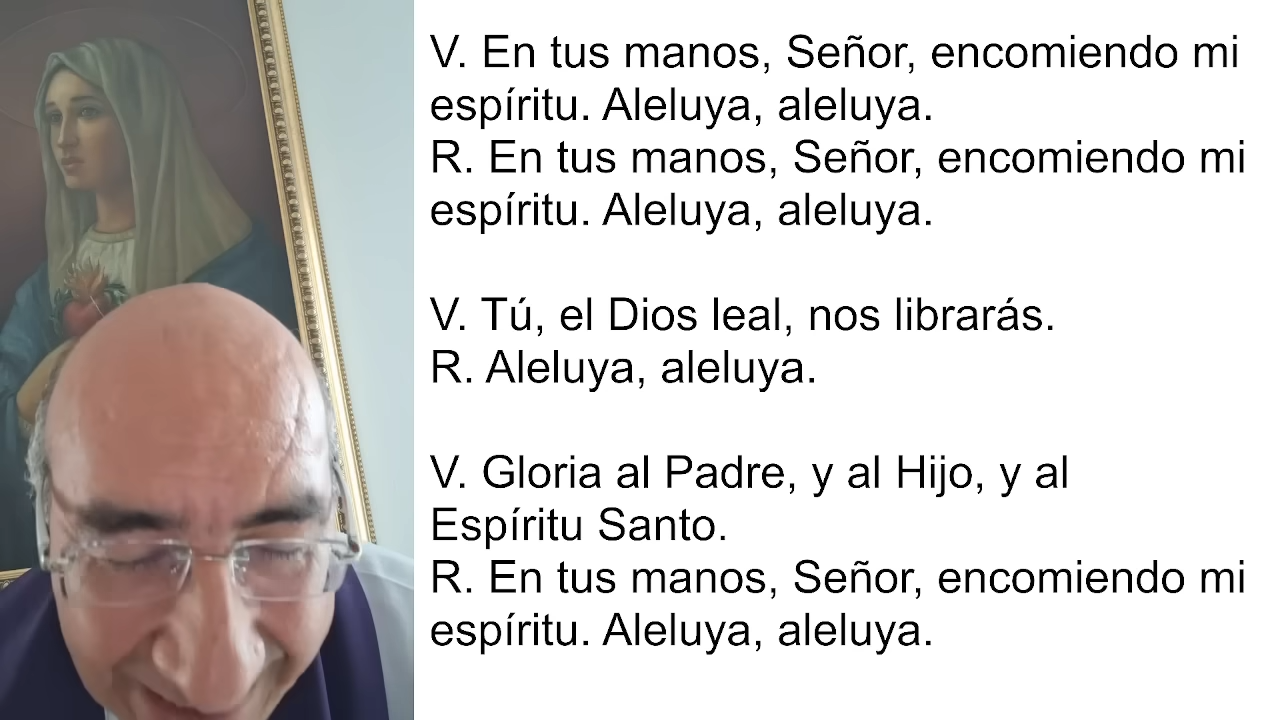 V. En tus manos, Señor, encomiendo mi
espíritu. Aleluya, aleluya.
R. En tus manos, Señor, encomiendo mi
espíritu. Aleluya, aleluya.
V. Tú, el Dios leal, nos librarás.
R. Aleluya, aleluya.
V. Gloria al Padre, y al Hijo, y al
Espíritu Santo.
R. En tus manos, Señor, encomiendo mi
espíritu. Aleluya, aleluya.